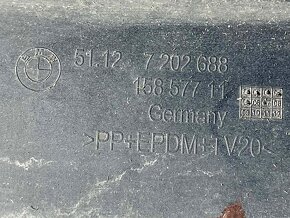 51.12 7 202 688
158 577 11
Germany
>PP+EPDM+TV20<